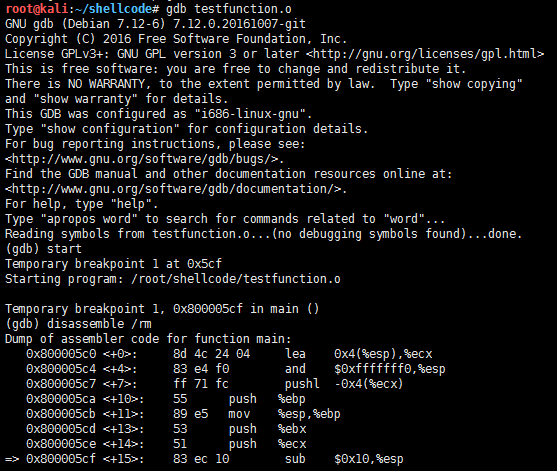 root@kali:~/shellcode# gdb testfunction.o
GNU gdb (Debian 7.12-6) 7.12.0.20161007-git
Copyright (C) 2016 Free Software Foundation, Inc.
License GPLv3+: GNU GPL version 3 or later <http://gnu.org/licenses/gpl.html>
This is free software: you are free to change and redistribute it.
There is NO WARRANTY, to the extent permitted by law.  Type "show copying"
and "show warranty" for details.
This GDB was configured as "i686-linux-gnu".
Type "show configuration" for configuration details.
For bug reporting instructions, please see:
<http://www.gnu.org/software/gdb/bugs/>.
Find the GDB manual and other documentation resources online at:
<http://www.gnu.org/software/gdb/documentation/>.
For help, type "help".
Type "apropos word" to search for commands related to "word"...
Reading symbols from testfunction.o...(no debugging symbols found)...done.
(gdb) start
Temporary breakpoint 1 at 0x5cf
Starting program: /root/shellcode/testfunction.o
Temporary breakpoint 1, 0x800005cf in main ()
(gdb) disassemble /rm
Dump of assembler code for function main:
   0x800005c0 <+0>:	8d 4c 24 04	lea    0x4(%esp),%ecx
   0x800005c4 <+4>:	83 e4 f0	and    $0xfffffff0,%esp
   0x800005c7 <+7>:	ff 71 fc	pushl  -0x4(%ecx)
   0x800005ca <+10>:	55	push   %ebp
   0x800005cb <+11>:	89 e5	mov    %esp,%ebp
   0x800005cd <+13>:	53	push   %ebx
   0x800005ce <+14>:	51	push   %ecx
=> 0x800005cf <+15>:	83 ec 10	sub    $0x10,%esp